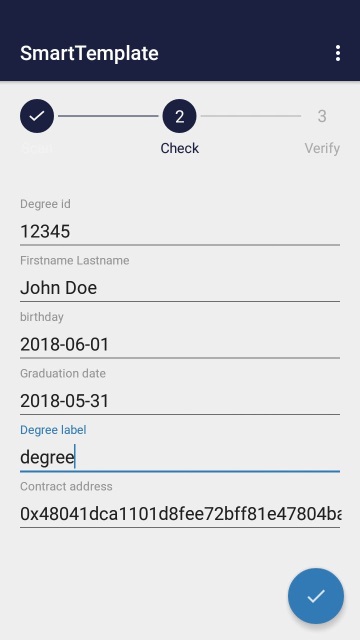 SmartTemplate
2
3
Scan
Check
Verify
Degree id
12345
Firstname Lastname
John Doe
birthday
2018-06-01
Graduation date
2018-05-31
Degree label
degree
Contract address
0x48041dca1101d8fee72bff81e47804ba